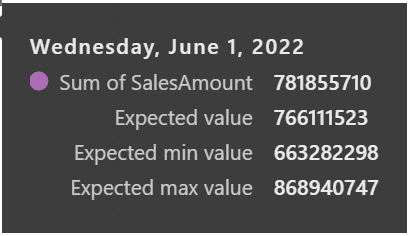 Wednesday, June 1, 2022
Sum of SalesAmount 781855710
Expected value 766111523
Expected min value 663282298
Expected max value 868940747